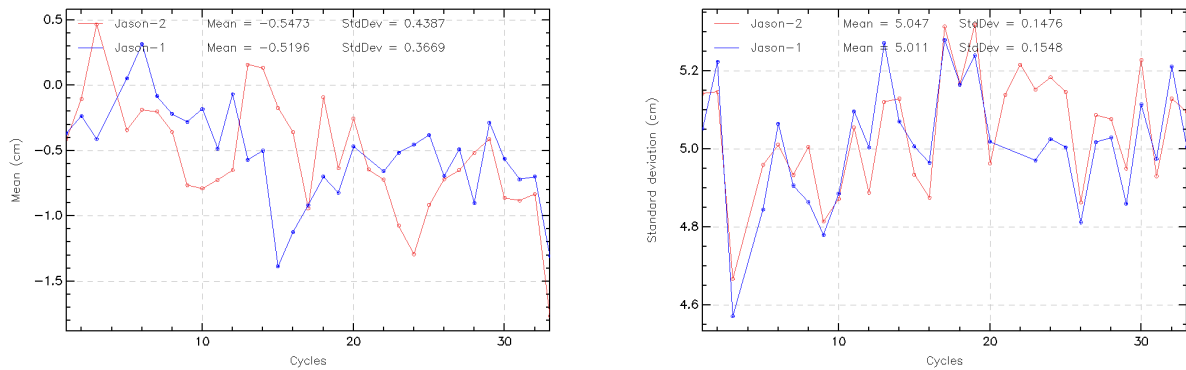 0.5
0.0
−0.5
−1.0
−1.5
Mean (cm)
Jason−2 Mean = −0.5473 StdDev = 0.4387
Jason−1 Mean = −0.5196 StdDev = 0.3669
10 20 30
Cycles
5.2
5.0
4.8
4.6
Standard deviation (cm)
Jason−2 Mean = 5.047 StdDev = 0.1476
Jason−1 Mean = 5.011 StdDev = 0.1548
10 20 30
Cycles